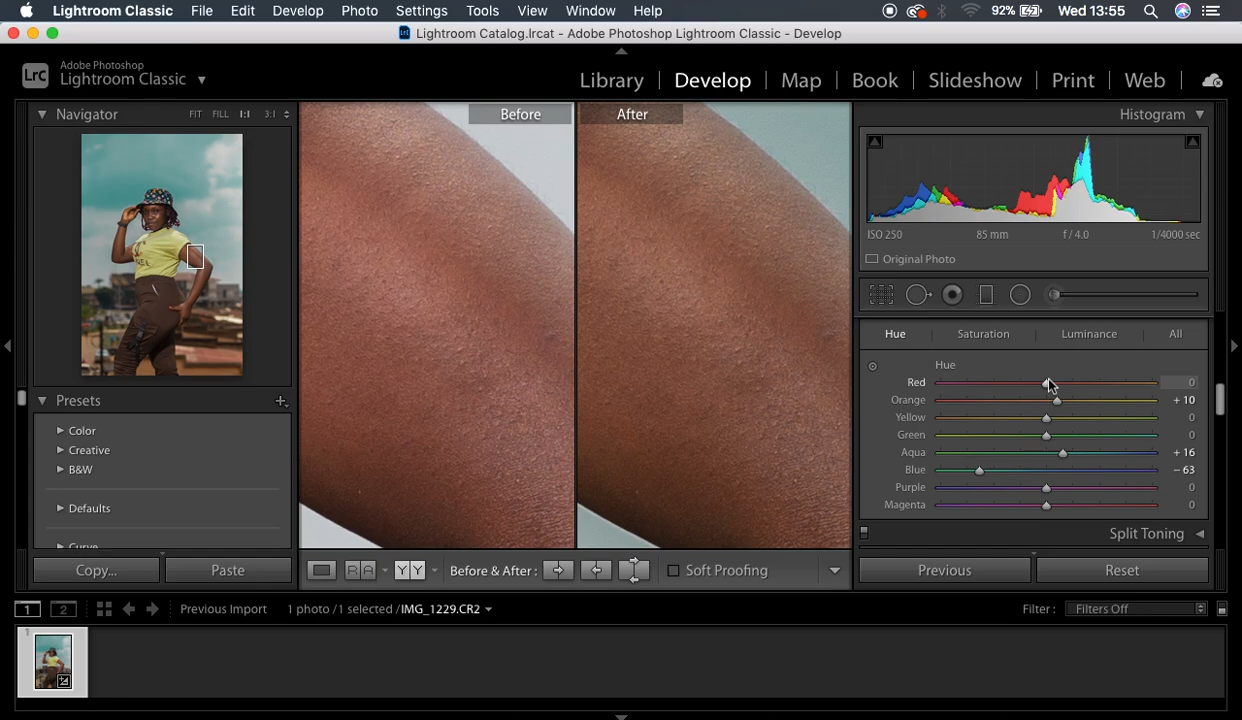 Lightroom Classic File Edit Develop Photo Settings Tools View Window Help 92% Wed 13:55
Lightroom Catalog.lrcat - Adobe Photoshop Lightroom Classic - Develop
LrC Adobe Photoshop
Lightroom Classic
Library | Develop | Map | Book | Slideshow | Print | Web
Navigator FIT FILL 1:1 3:1
Presets +
Color
Creative
B&W
Defaults
Before
After
Histogram
ISO 250 85 mm f / 4.0 1/4000 sec
Original Photo
Hue | Saturation | Luminance | All
Hue
Red 0
Orange + 10
Yellow 0
Green 0
Aqua + 16
Blue – 63
Purple 0
Magenta 0
Split Toning
Copy... Paste
R A Y Y Before & After : Soft Proofing
Previous Reset
1 2 Previous Import 1 photo / 1 selected / IMG_1229.CR2 Filter : Filters Off
1